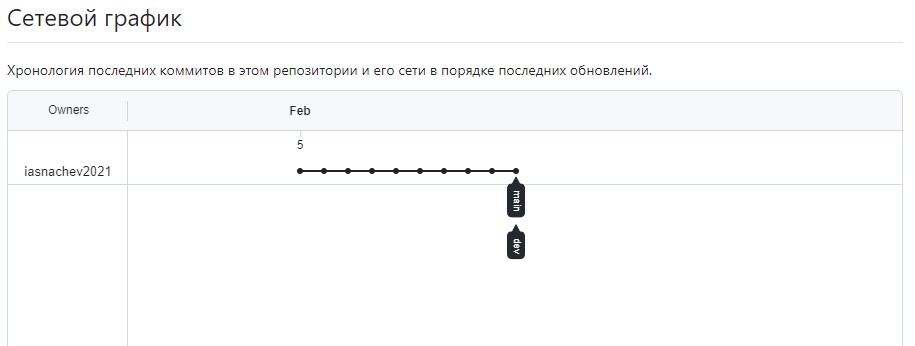 Сетевой график
Хронология последних коммитов в этом репозитории и его сети в порядке последних обновлений.
Owners
Feb
5
iasnachev2021
main
dev